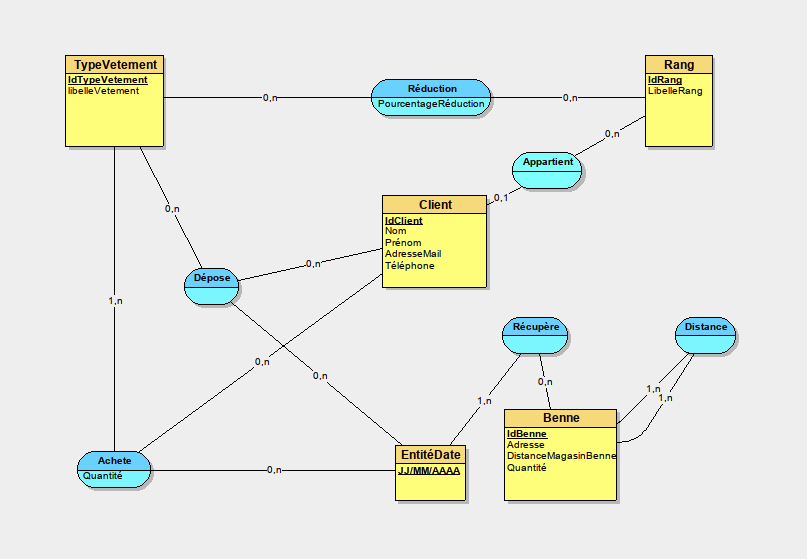 TypeVetement
IdTypeVetement
libelleVetement
0,n
Réduction
PourcentageRéduction
0,n
Rang
IdRang
LibelleRang
0,n
Appartient
0,1
Client
IdClient
Nom
Prénom
AdresseMail
Téléphone
0,n
Dépose
0,n
1,n
0,n
0,n
Récupère
Distance
0,n
1,n
1,n
1,n
Achete
Quantité
0,n
EntitéDate
JJ/MM/AAAA
Benne
IdBenne
Adresse
DistanceMagasinBenne
Quantité